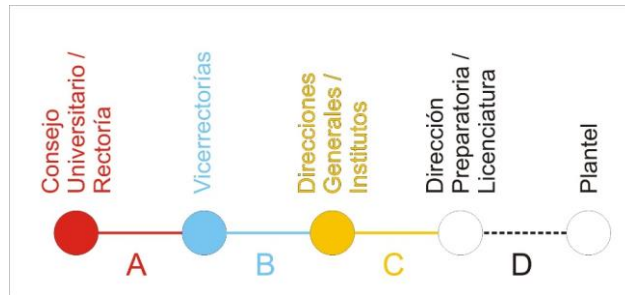 Consejo
Universitario /
Rectoría
Vicerrectorías
Direcciones
Generales /
Institutos
Dirección
Preparatoria /
Licenciatura
Plantel
A
B
C
D